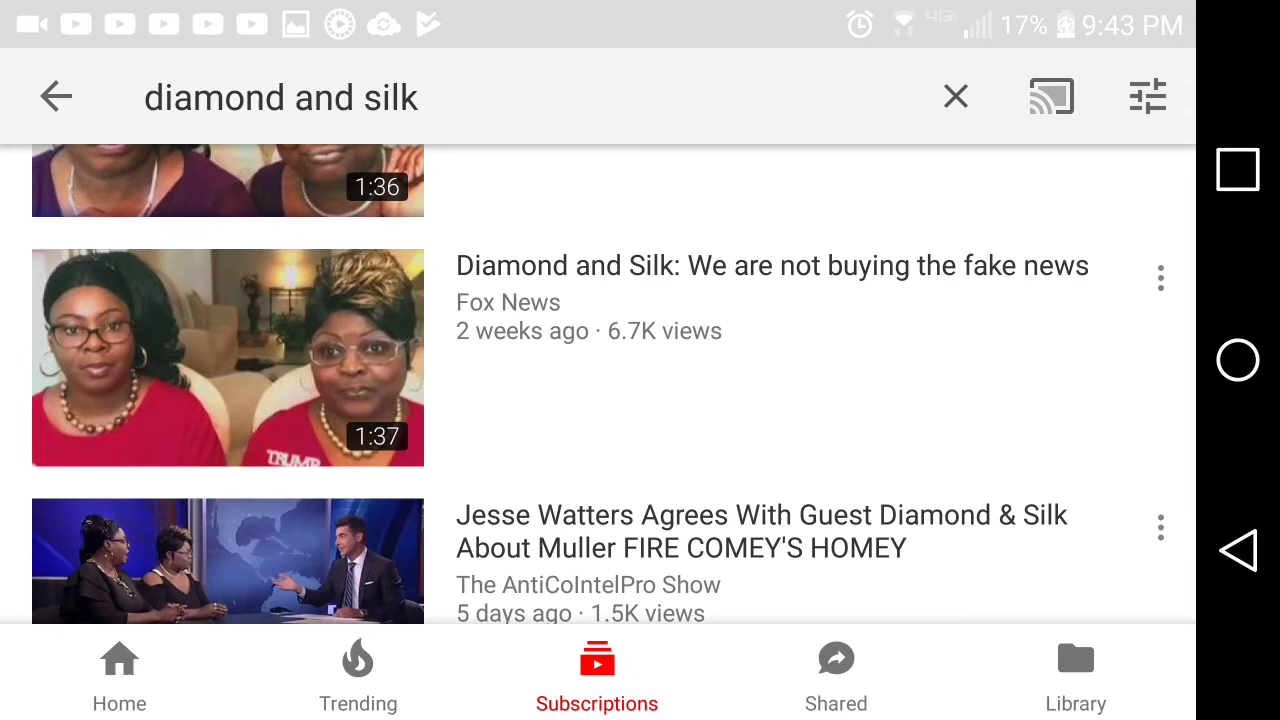 4G 17% 9:43 PM
diamond and silk
1:36
Diamond and Silk: We are not buying the fake news
Fox News
2 weeks ago · 6.7K views
TRUMP
1:37
Jesse Watters Agrees With Guest Diamond & Silk
About Muller FIRE COMEY'S HOMEY
The AntiCoIntelPro Show
5 days ago · 1.5K views
Home Trending Subscriptions Shared Library